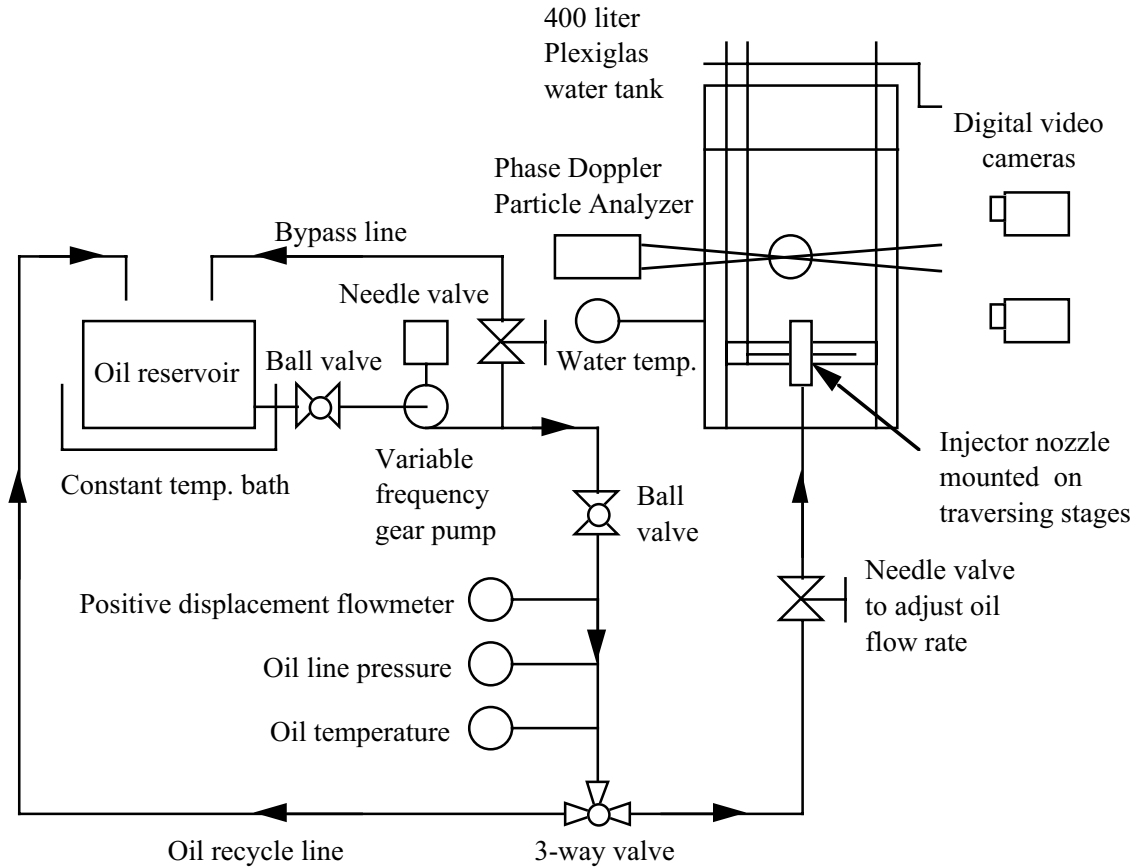 400 liter
Plexiglas
water tank
Digital video
cameras
Phase Doppler
Particle Analyzer
Bypass line
Needle valve
Water temp.
Oil reservoir
Ball valve
Constant temp. bath
Variable
frequency
gear pump
Injector nozzle
mounted on
traversing stages
Ball
valve
Needle valve
to adjust oil
flow rate
Positive displacement flowmeter
Oil line pressure
Oil temperature
Oil recycle line
3-way valve